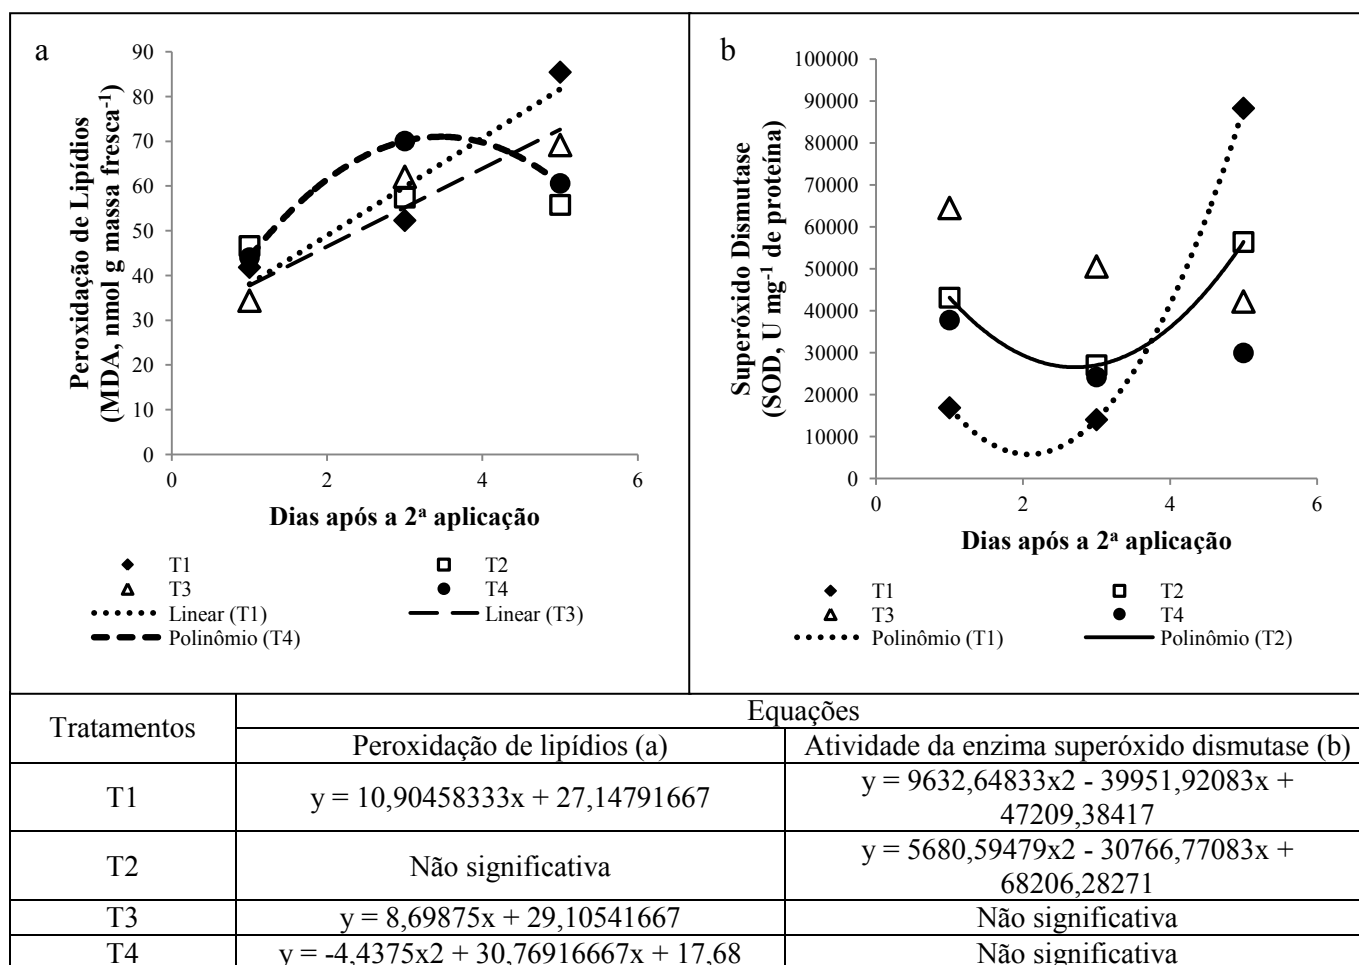 a
90
80
70
60
50
40
30
20
10
0
0 2 4 6
Peroxidação de Lipídios
(MDA, nmol g massa fresca-1)
Dias após a 2ª aplicação
T1 T2
T3 T4
Linear (T1) Linear (T3)
Polinômio (T4)
b
100000
90000
80000
70000
60000
50000
40000
30000
20000
10000
0
0 2 4 6
Superóxido Dismutase
(SOD, U mg-1 de proteína)
Dias após a 2ª aplicação
T1 T2
T3 T4
Polinômio (T1) Polinômio (T2)
Tratamentos Equações
Peroxidação de lipídios (a) Atividade da enzima superóxido dismutase (b)
T1 y = 10,90458333x + 27,14791667 y = 9632,64833x2 - 39951,92083x +
47209,38417
T2 Não significativa y = 5680,59479x2 - 30766,77083x +
68206,28271
T3 y = 8,69875x + 29,10541667 Não significativa
T4 y = -4,4375x2 + 30,76916667x + 17,68 Não significativa